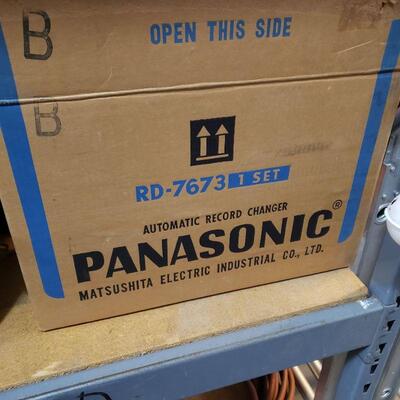 B
OPEN THIS SIDE
B
RD-7673 1 SET
AUTOMATIC RECORD CHANGER
PANASONIC®
MATSUSHITA ELECTRIC INDUSTRIAL CO., LTD.